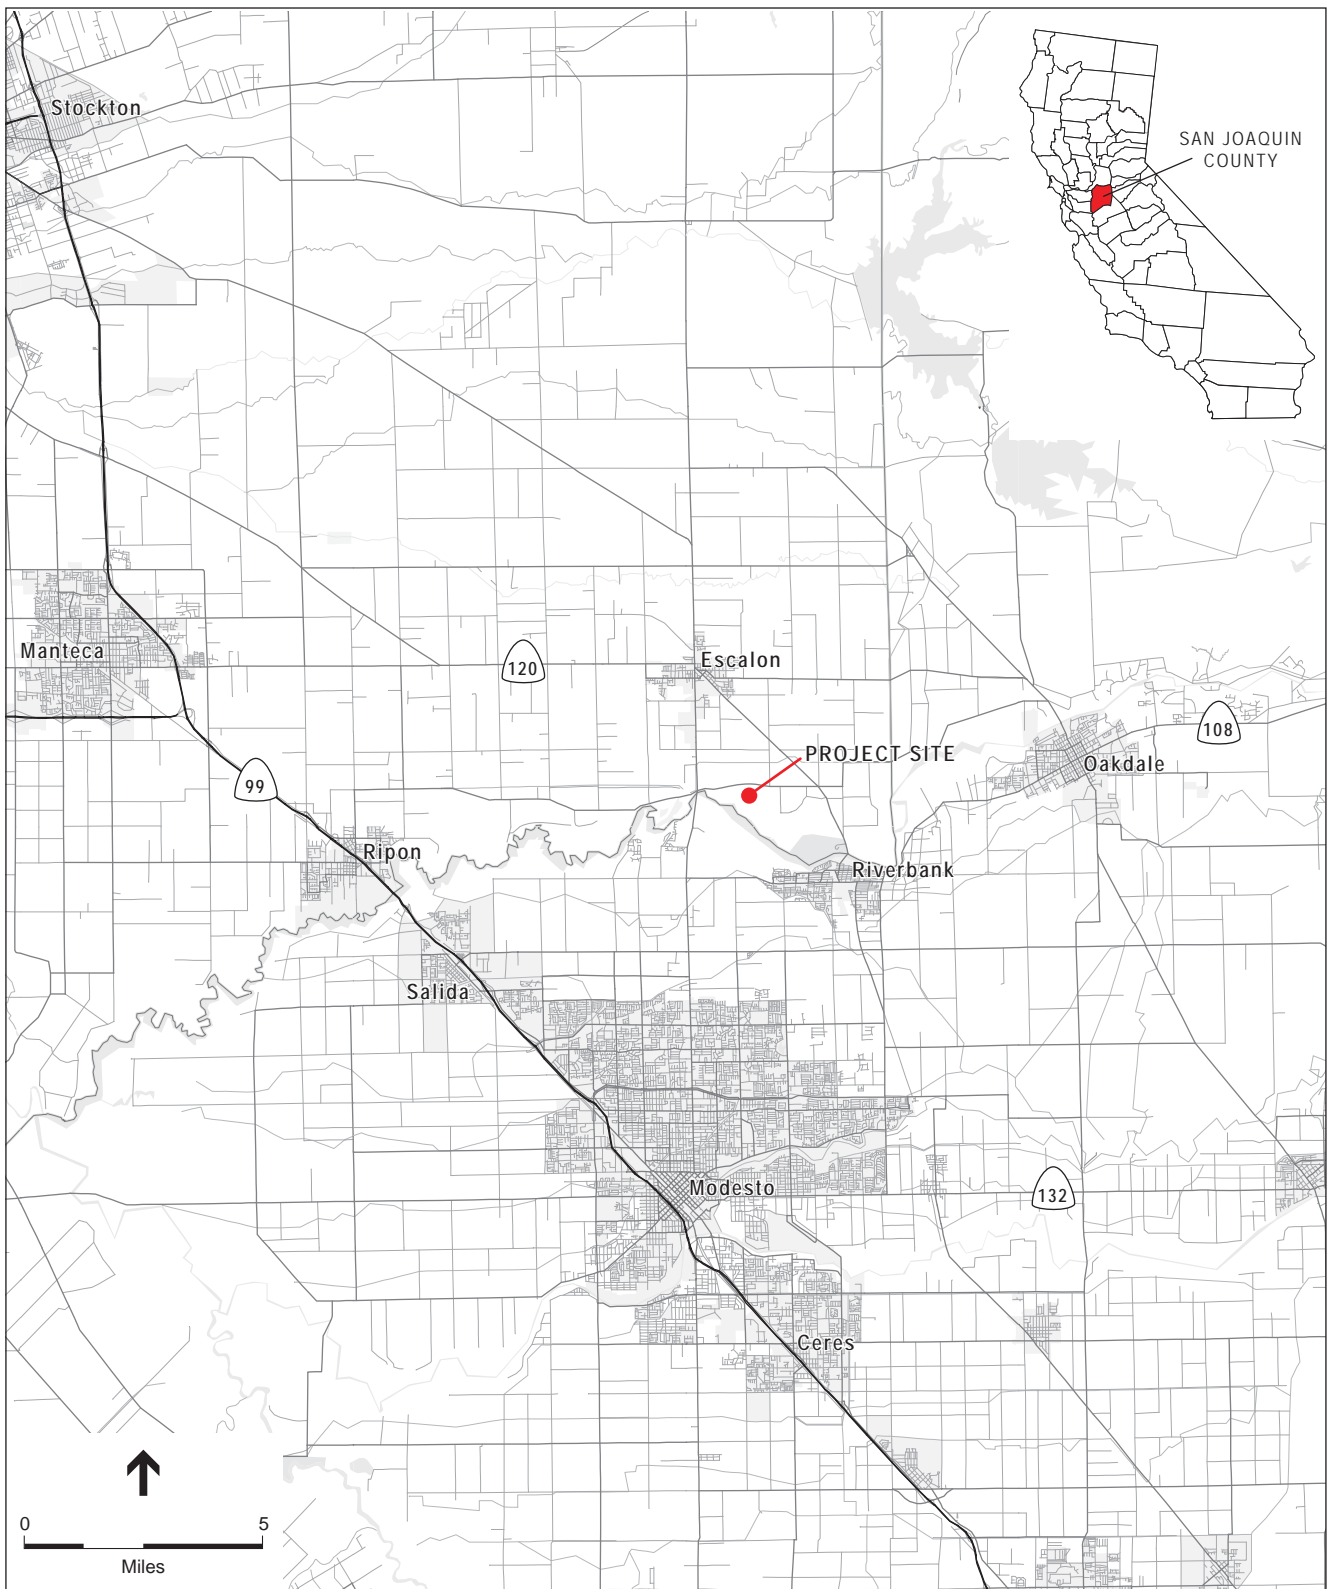 Stockton
SAN JOAQUIN
COUNTY
Manteca
120
Escalon
108
PROJECT SITE
Oakdale
99
Ripon
Riverbank
Salida
Modesto
132
Ceres
0 5
Miles